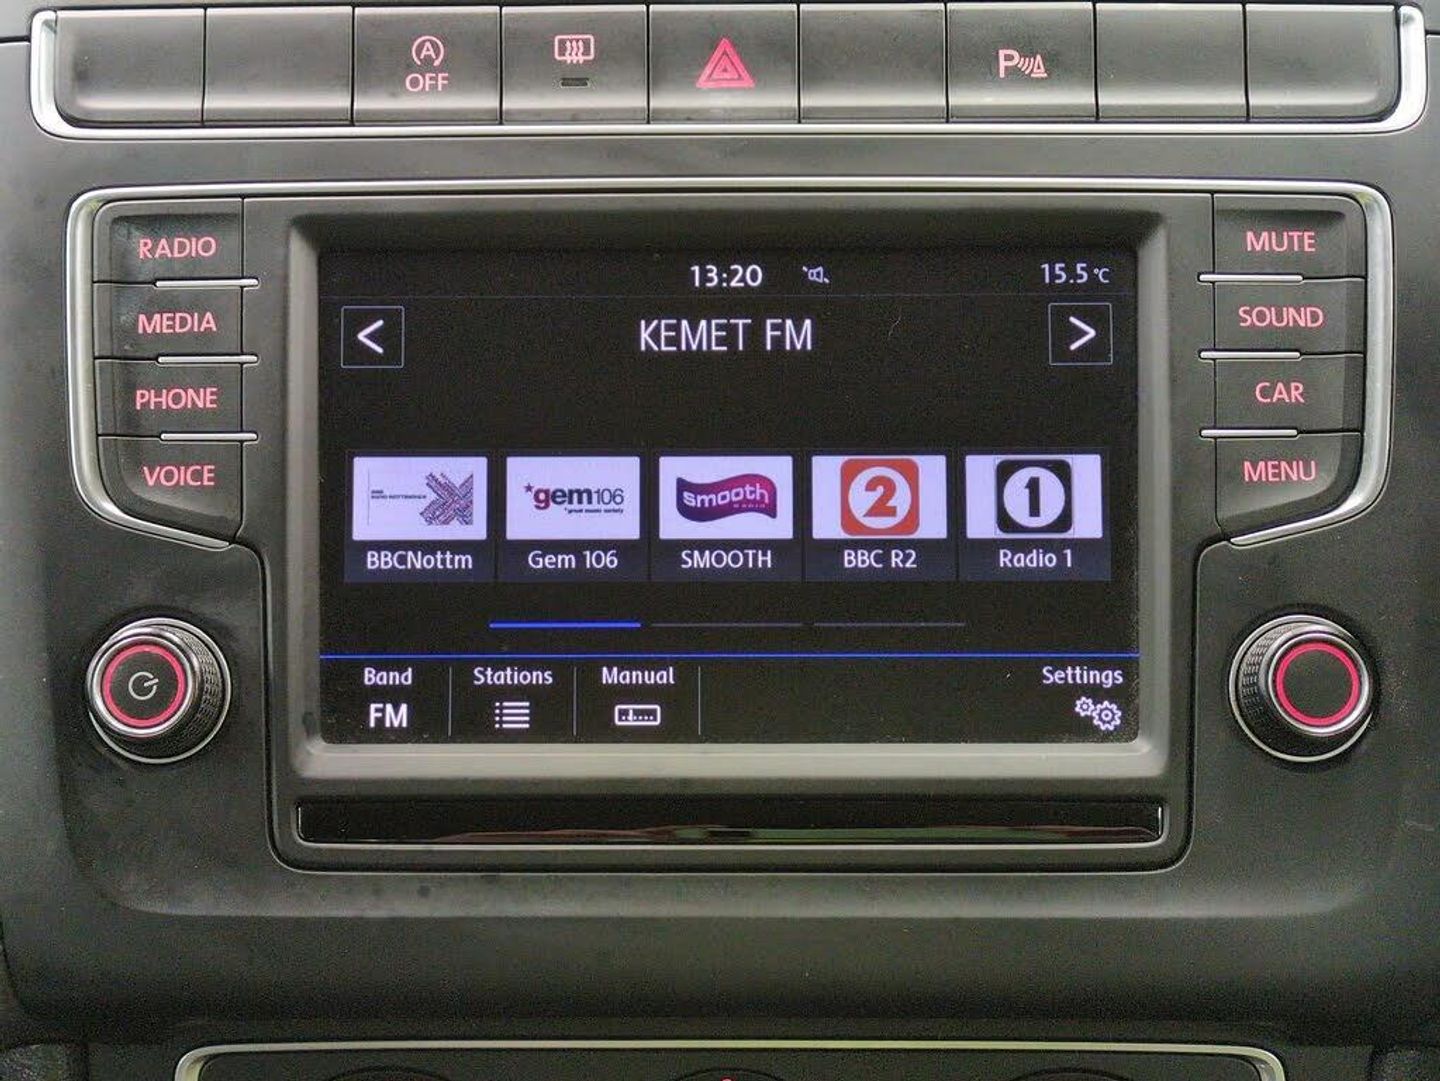 A
OFF
P
RADIO
MEDIA
PHONE
VOICE
MUTE
SOUND
CAR
MENU
13:20
15.5°C
<
KEMET FM
>
gem106
smooth
RADIO
2
1
BBCNottm
Gem 106
SMOOTH
BBC R2
Radio 1
Band
Stations
Manual
Settings
FM